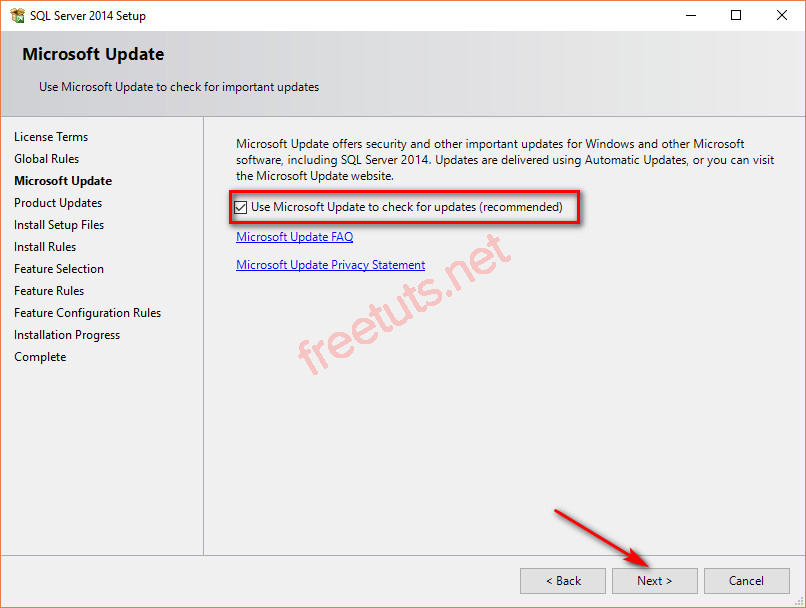 SQL Server 2014 Setup
Microsoft Update
Use Microsoft Update to check for important updates
License Terms
Global Rules
Microsoft Update
Product Updates
Install Setup Files
Install Rules
Feature Selection
Feature Rules
Feature Configuration Rules
Installation Progress
Complete
Microsoft Update offers security and other important updates for Windows and other Microsoft
software, including SQL Server 2014. Updates are delivered using Automatic Updates, or you can visit
the Microsoft Update website.
Use Microsoft Update to check for updates (recommended)
Microsoft Update FAQ
Microsoft Update Privacy Statement
freetuts.net
< Back
Next >
Cancel